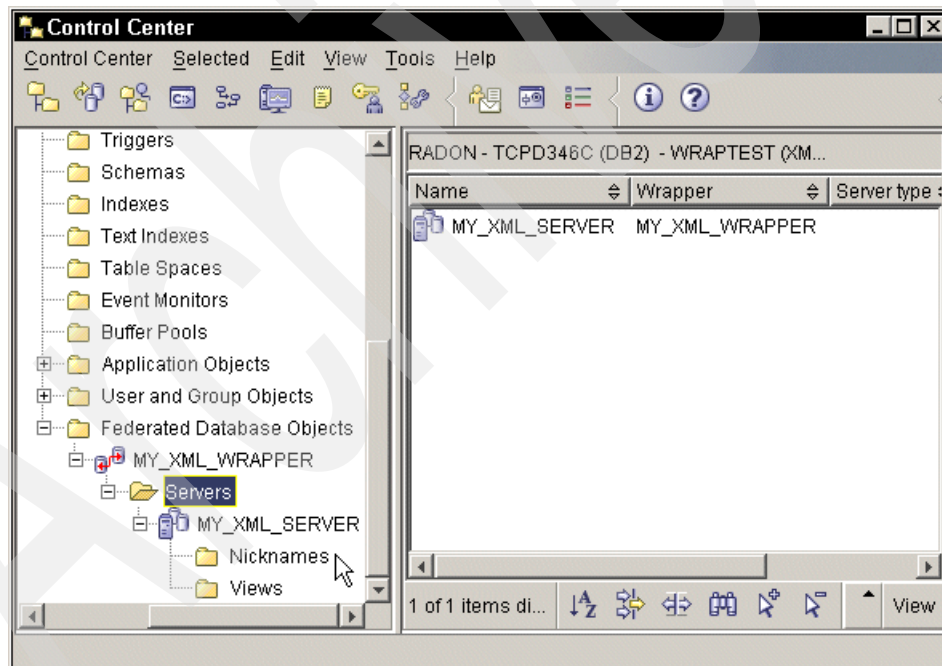 Control Center
Control Center Selected Edit View Tools Help
Triggers
Schemas
Indexes
Text Indexes
Table Spaces
Event Monitors
Buffer Pools
Application Objects
User and Group Objects
Federated Database Objects
MY_XML_WRAPPER
Servers
MY_XML_SERVER
Nicknames
Views
RADON - TCPD346C (DB2) - WRAPTEST (XM...
Name Wrapper Server type
MY_XML_SERVER MY_XML_WRAPPER
1 of 1 items di... View